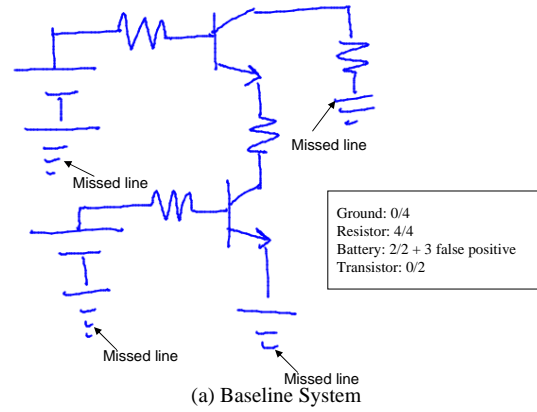 Missed line
Missed line
Ground: 0/4
Resistor: 4/4
Battery: 2/2 + 3 false positive
Transistor: 0/2
Missed line
Missed line
(a) Baseline System